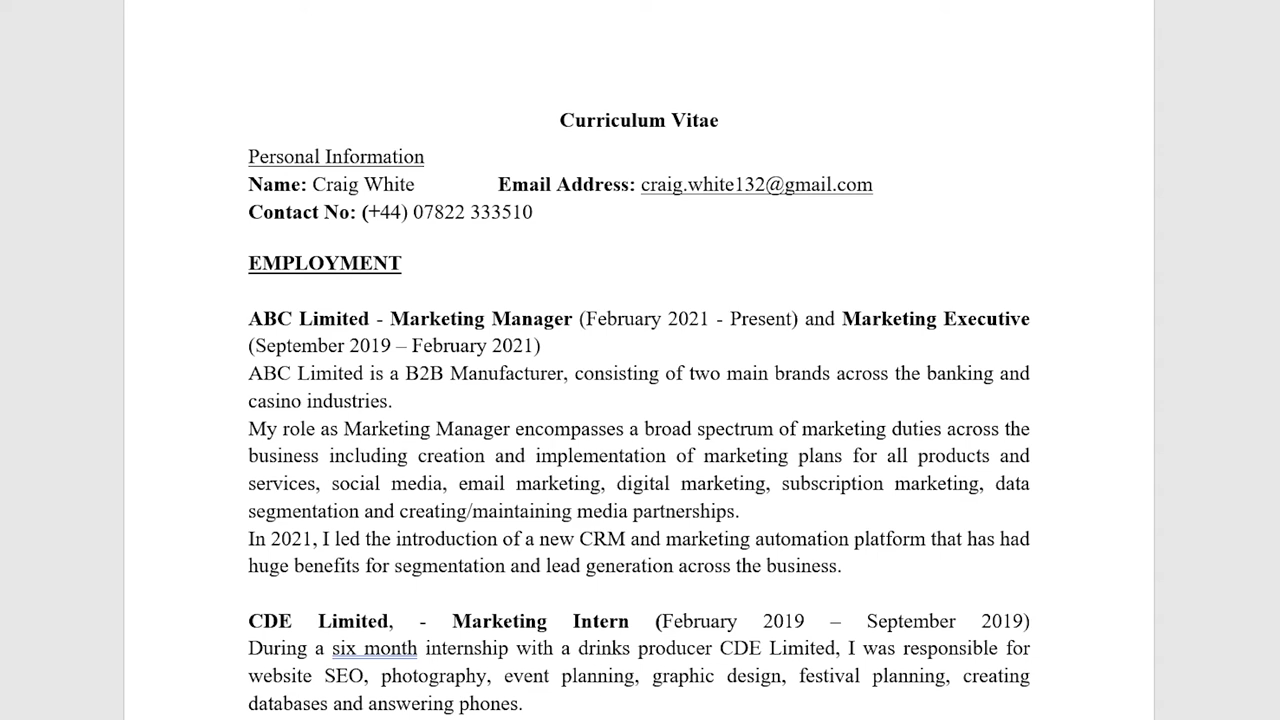 Curriculum Vitae
Personal Information
Name: Craig White Email Address: craig.white132@gmail.com
Contact No: (+44) 07822 333510
EMPLOYMENT
ABC Limited - Marketing Manager (February 2021 - Present) and Marketing Executive
(September 2019 – February 2021)
ABC Limited is a B2B Manufacturer, consisting of two main brands across the banking and
casino industries.
My role as Marketing Manager encompasses a broad spectrum of marketing duties across the
business including creation and implementation of marketing plans for all products and
services, social media, email marketing, digital marketing, subscription marketing, data
segmentation and creating/maintaining media partnerships.
In 2021, I led the introduction of a new CRM and marketing automation platform that has had
huge benefits for segmentation and lead generation across the business.
CDE Limited, - Marketing Intern (February 2019 – September 2019)
During a six month internship with a drinks producer CDE Limited, I was responsible for
website SEO, photography, event planning, graphic design, festival planning, creating
databases and answering phones.